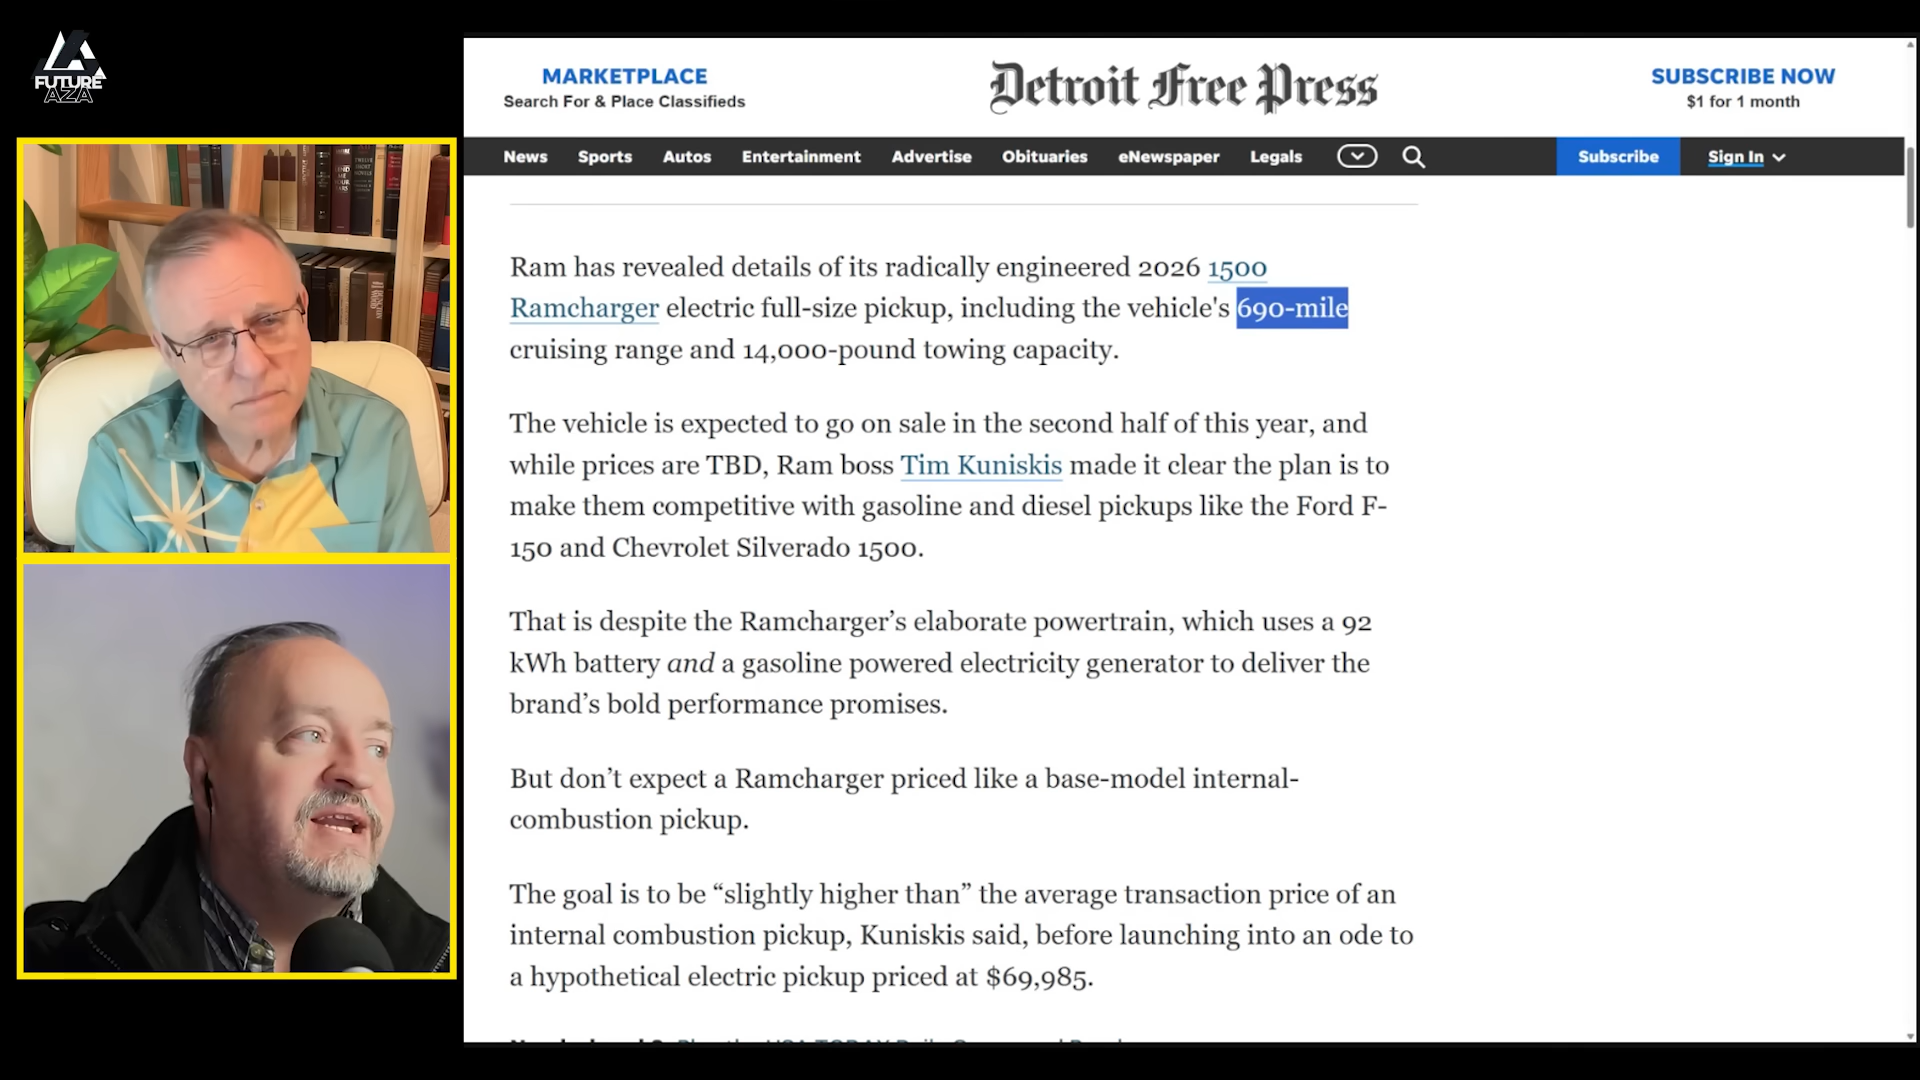 FUTURE
AZA
MARKETPLACE
Search For & Place Classifieds
Detroit Free Press
SUBSCRIBE NOW
$1 for 1 month
News Sports Autos Entertainment Advertise Obituaries eNewspaper Legals Subscribe Sign In
Ram has revealed details of its radically engineered 2026 1500
Ramcharger electric full-size pickup, including the vehicle's 690-mile
cruising range and 14,000-pound towing capacity.
The vehicle is expected to go on sale in the second half of this year, and
while prices are TBD, Ram boss Tim Kuniskis made it clear the plan is to
make them competitive with gasoline and diesel pickups like the Ford F-
150 and Chevrolet Silverado 1500.
That is despite the Ramcharger’s elaborate powertrain, which uses a 92
kWh battery and a gasoline powered electricity generator to deliver the
brand’s bold performance promises.
But don’t expect a Ramcharger priced like a base-model internal-
combustion pickup.
The goal is to be “slightly higher than” the average transaction price of an
internal combustion pickup, Kuniskis said, before launching into an ode to
a hypothetical electric pickup priced at $69,985.